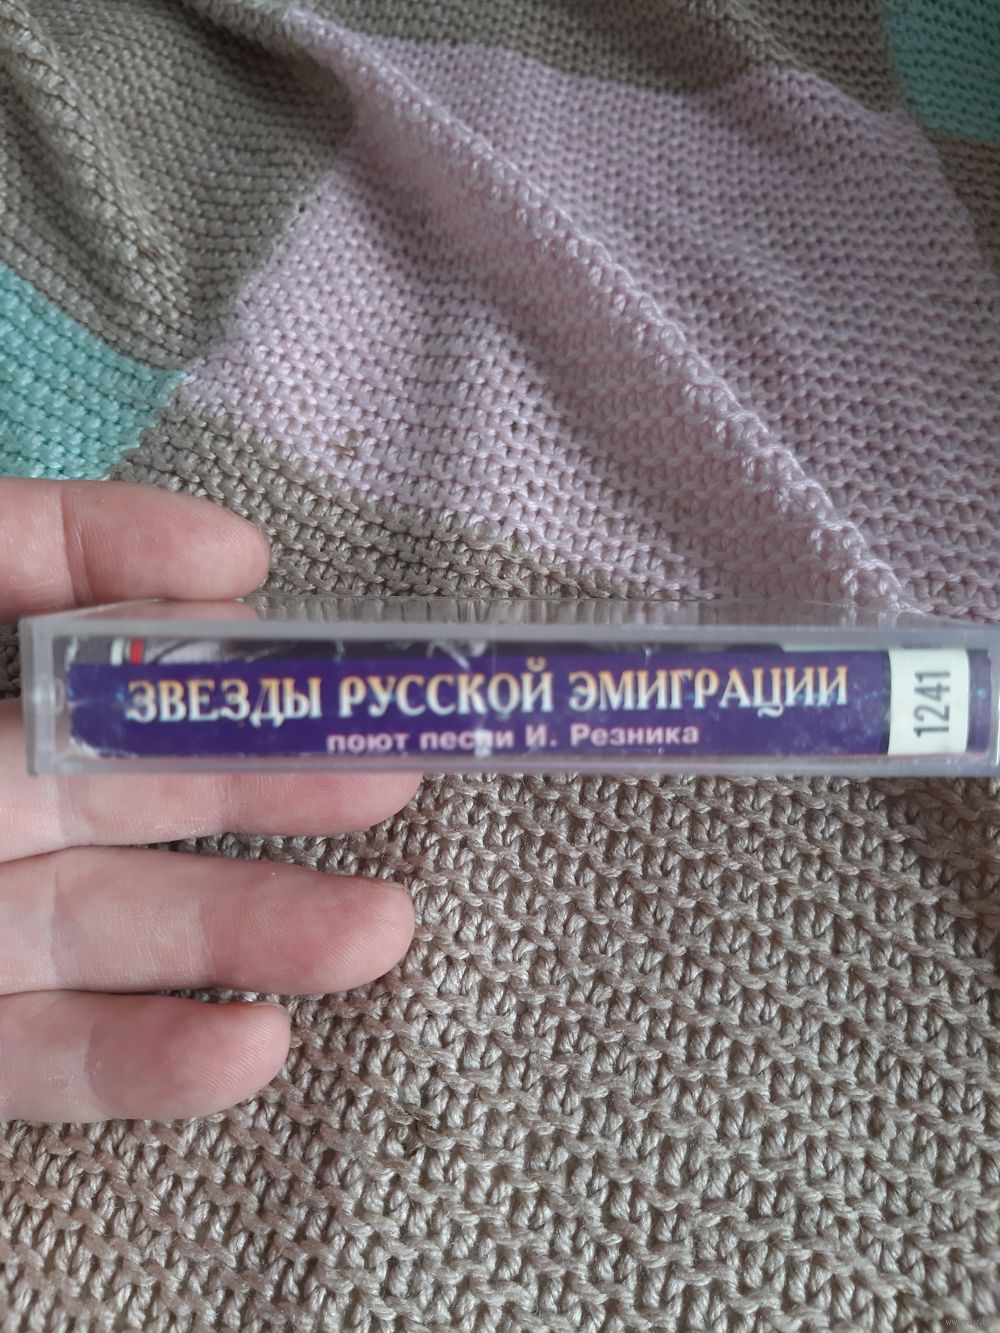 ЗВЕЗДЫ РУССКОЙ ЭМИГРАЦИИ
поют песни И. Резника
1241